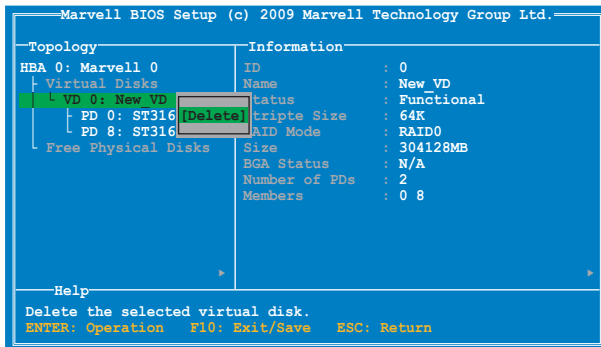 Marvell BIOS Setup (c) 2009 Marvell Technology Group Ltd.
Topology
HBA 0: Marvell 0
Virtual Disks
VD 0: New_VD
PD 0: ST316
PD 8: ST316
Free Physical Disks
[Delete]
Information
ID : 0
Name : New_VD
tatus : Functional
tripte Size : 64K
AID Mode : RAID0
Size : 304128MB
BGA Status : N/A
Number of PDs : 2
Members : 0 8
Help
Delete the selected virtual disk.
ENTER: Operation F10: Exit/Save ESC: Return